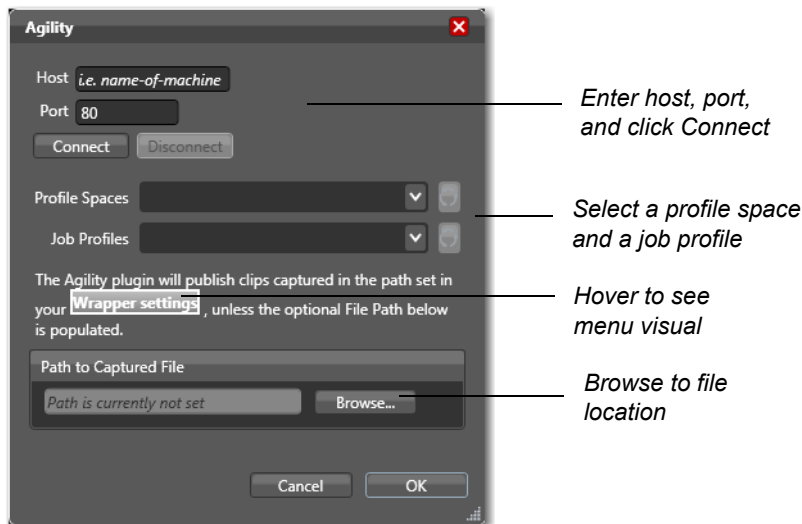 Agility
Host i.e. name-of-machine
Port 80
Connect Disconnect
Enter host, port,
and click Connect
Profile Spaces
Job Profiles
Select a profile space
and a job profile
The Agility plugin will publish clips captured in the path set in
your Wrapper settings , unless the optional File Path below
is populated.
Hover to see
menu visual
Path to Captured File
Path is currently not set Browse...
Browse to file
location
Cancel OK